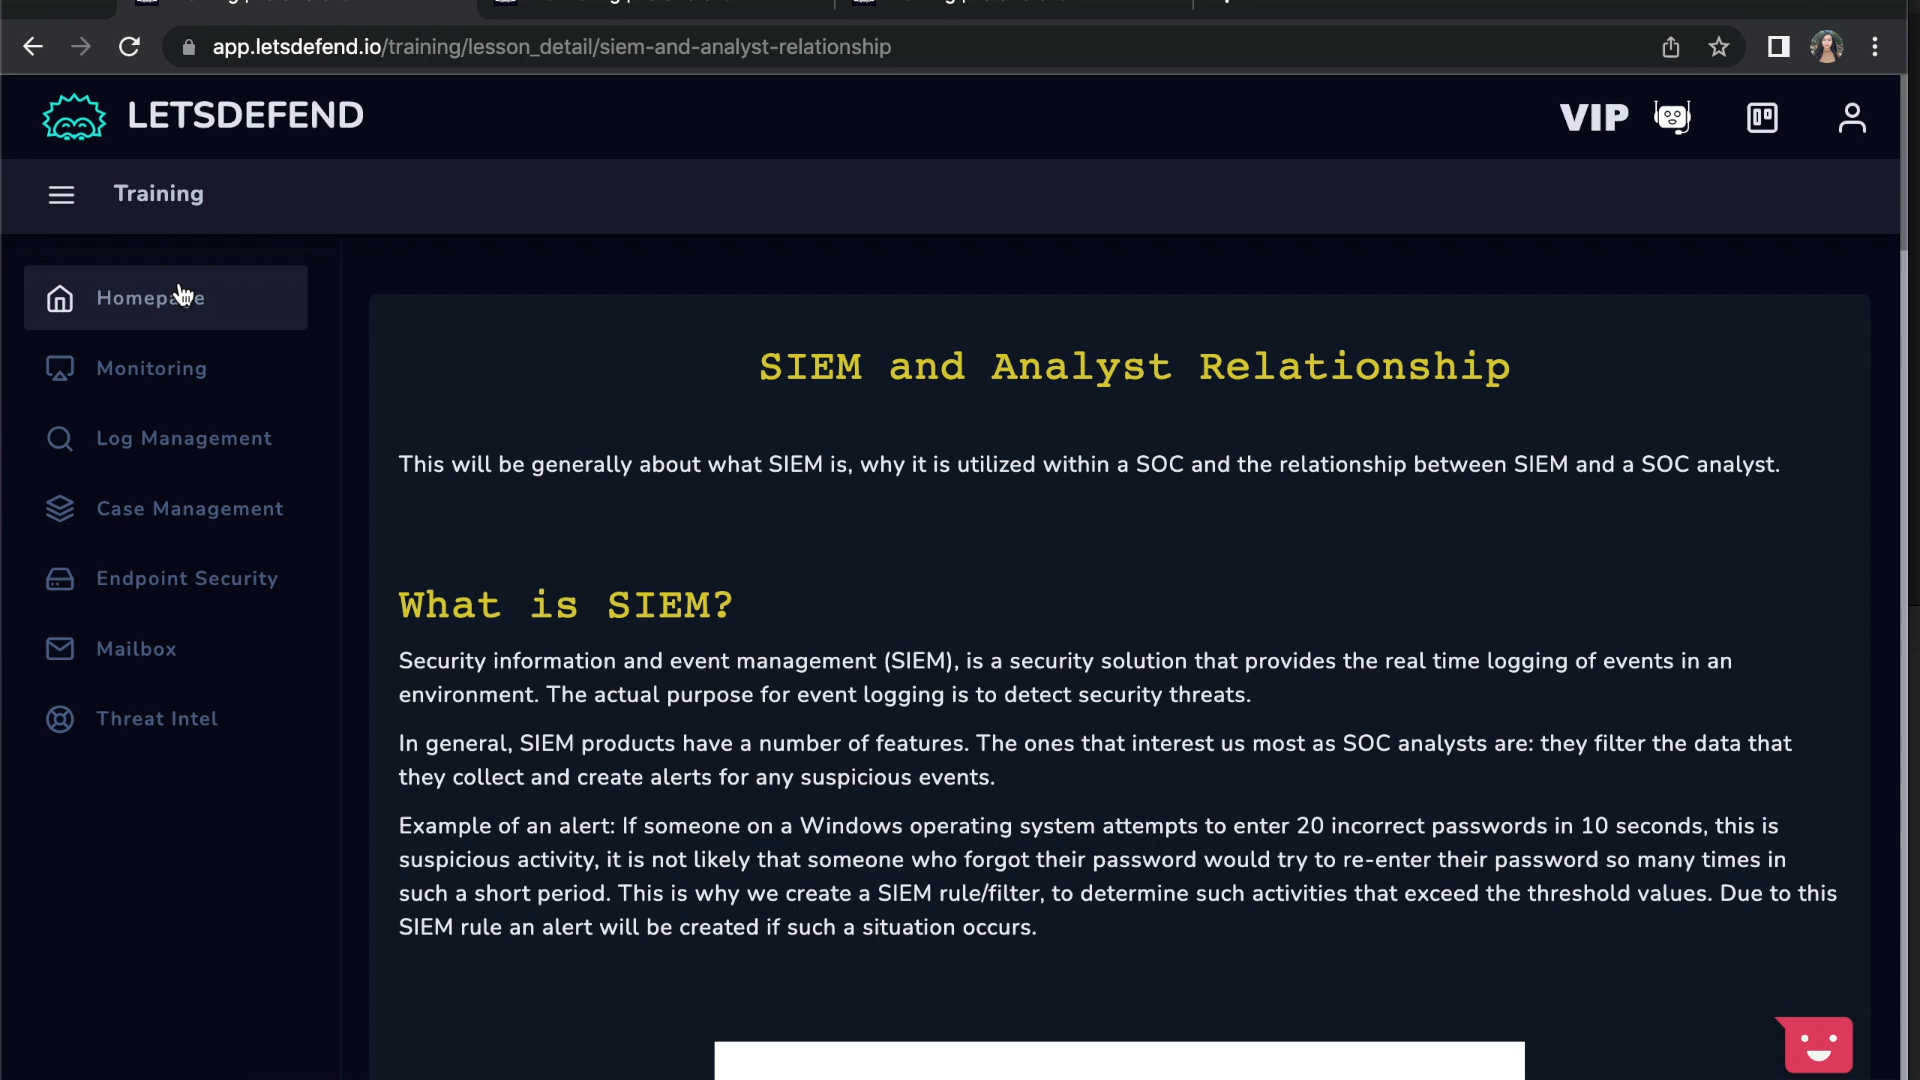 app.letsdefend.io/training/lesson_detail/siem-and-analyst-relationship
LETSDEFEND
VIP
Training
Homepage
Monitoring
Log Management
Case Management
Endpoint Security
Mailbox
Threat Intel
SIEM and Analyst Relationship
This will be generally about what SIEM is, why it is utilized within a SOC and the relationship between SIEM and a SOC analyst.
What is SIEM?
Security information and event management (SIEM), is a security solution that provides the real time logging of events in an
environment. The actual purpose for event logging is to detect security threats.
In general, SIEM products have a number of features. The ones that interest us most as SOC analysts are: they filter the data that
they collect and create alerts for any suspicious events.
Example of an alert: If someone on a Windows operating system attempts to enter 20 incorrect passwords in 10 seconds, this is
suspicious activity, it is not likely that someone who forgot their password would try to re-enter their password so many times in
such a short period. This is why we create a SIEM rule/filter, to determine such activities that exceed the threshold values. Due to this
SIEM rule an alert will be created if such a situation occurs.